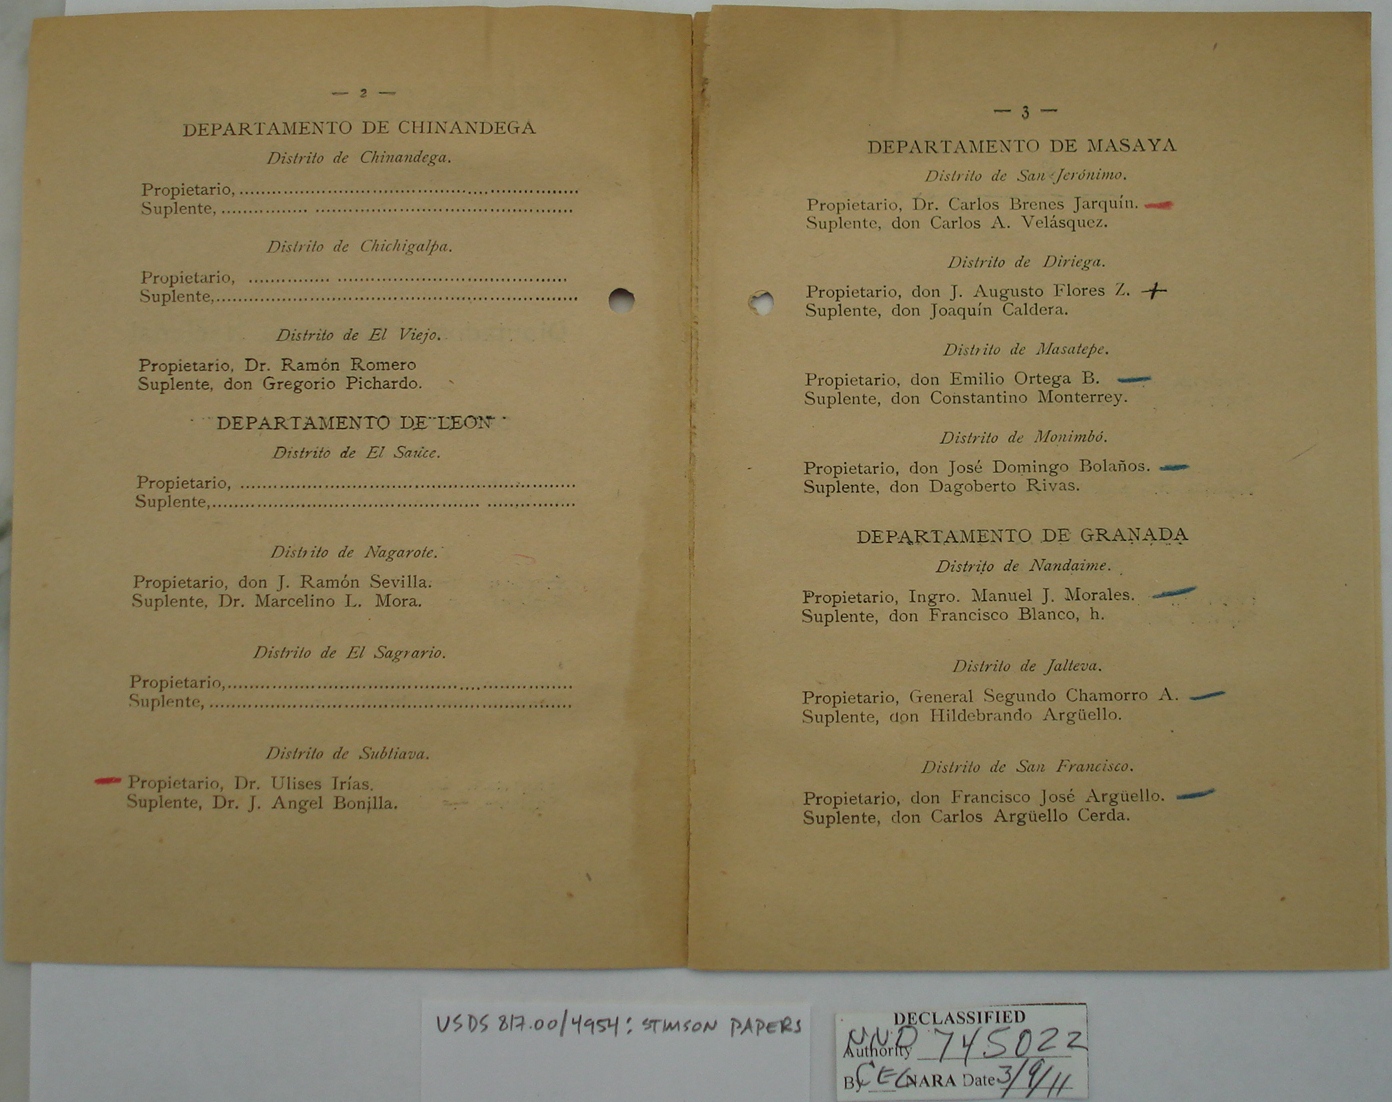 — 2 —
DEPARTAMENTO DE CHINANDEGA
Distrito de Chinandega.
Propietario,..........................................................
Suplente,............................................................
Distrito de Chichigalpa.
Propietario, ........................................................
Suplente,............................................................
Distrito de El Viejo.
Propietario, Dr. Ramón Romero
Suplente, don Gregorio Pichardo.
DEPARTAMENTO DE LEON
Distrito de El Saúce.
Propietario, ........................................................
Suplente,............................................................
Distrito de Nagarote.
Propietario, don J. Ramón Sevilla.
Suplente, Dr. Marcelino L. Mora.
Distrito de El Sagrario.
Propietario,..........................................................
Suplente,............................................................
Distrito de Subtiava.
Propietario, Dr. Ulises Irías.
Suplente, Dr. J. Angel Bonilla.
— 3 —
DEPARTAMENTO DE MASAYA
Distrito de San Jerónimo.
Propietario, Dr. Carlos Brenes Jarquín.
Suplente, don Carlos A. Velásquez.
Distrito de Diriega.
Propietario, don J. Augusto Flores Z. +
Suplente, don Joaquín Caldera.
Distrito de Masatepe.
Propietario, don Emilio Ortega B.
Suplente, don Constantino Monterrey.
Distrito de Monimbó.
Propietario, don José Domingo Bolaños.
Suplente, don Dagoberto Rivas.
DEPARTAMENTO DE GRANADA
Distrito de Nandaime.
Propietario, Ingro. Manuel J. Morales.
Suplente, don Francisco Blanco, h.
Distrito de Jalteva.
Propietario, General Segundo Chamorro A.
Suplente, don Hildebrando Argüello.
Distrito de San Francisco.
Propietario, don Francisco José Argüello.
Suplente, don Carlos Argüello Cerda.
USDS 817.00/4954: STIMSON PAPERS
DECLASSIFIED
Authority NND 745022
By CEG NARA Date 3/9/11